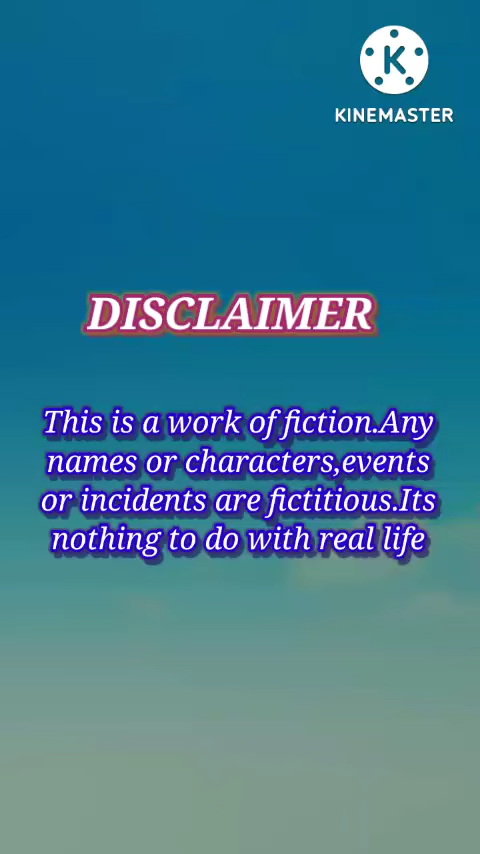 K
KINEMASTER
DISCLAIMER
This is a work of fiction.Any
names or characters,events
or incidents are fictitious.Its
nothing to do with real life